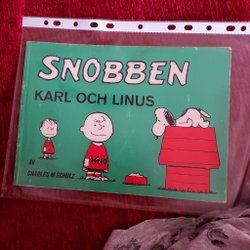 SNOBBEN
KARL OCH LINUS
AV
CHARLES M SCHULZ